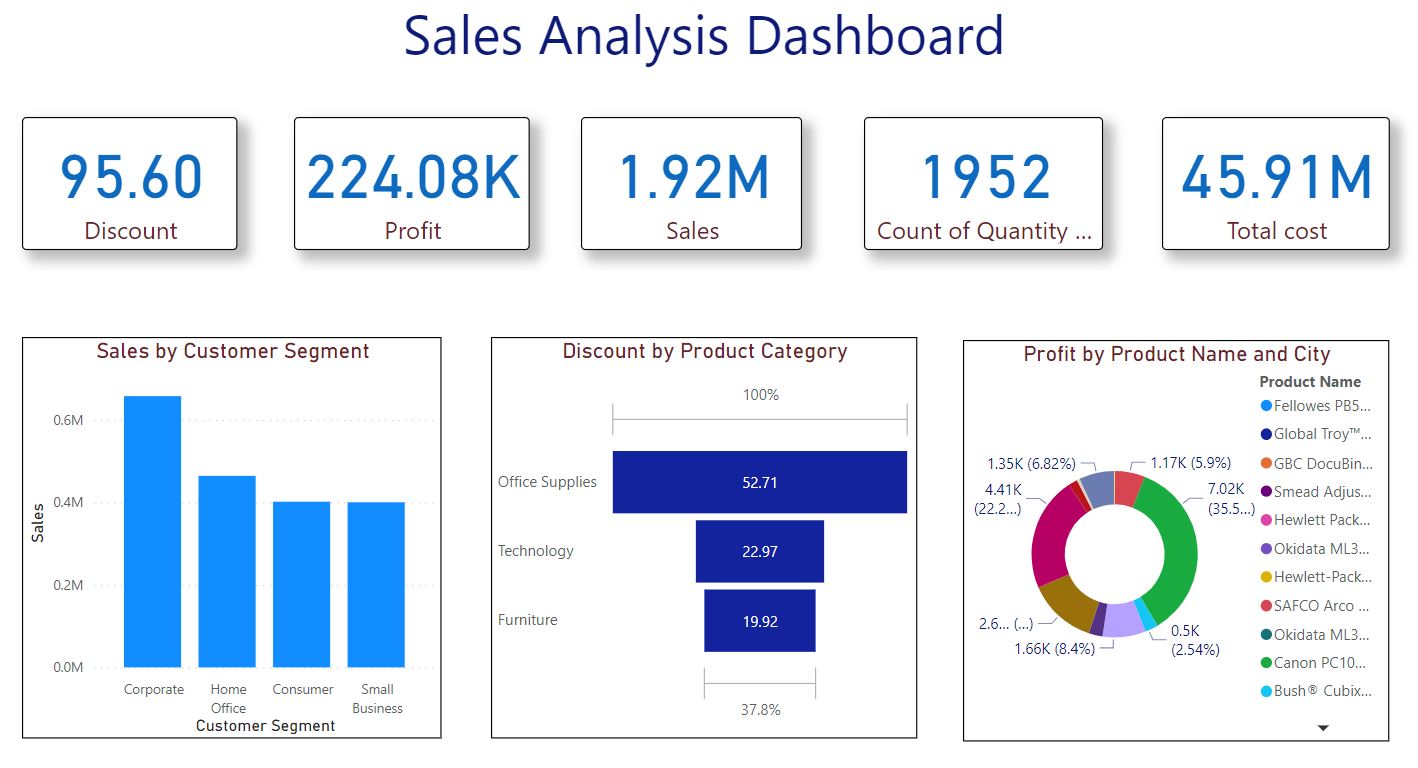 Sales Analysis Dashboard
95.60
Discount
224.08K
Profit
1.92M
Sales
1952
Count of Quantity ...
45.91M
Total cost
Sales by Customer Segment
Sales
0.6M
0.4M
0.2M
0.0M
Corporate
Home
Office
Consumer
Small
Business
Customer Segment
Discount by Product Category
100%
Office Supplies
52.71
Technology
22.97
Furniture
19.92
37.8%
Profit by Product Name and City
1.35K (6.82%)
1.17K (5.9%)
4.41K
(22.2...)
7.02K
(35.5...)
2.6... (...)
1.66K (8.4%)
0.5K
(2.54%)
Product Name
Fellowes PB5...
Global Troy™...
GBC DocuBin...
Smead Adjus...
Hewlett Pack...
Okidata ML3...
Hewlett-Pack...
SAFCO Arco ...
Okidata ML3...
Canon PC10...
Bush® Cubix...